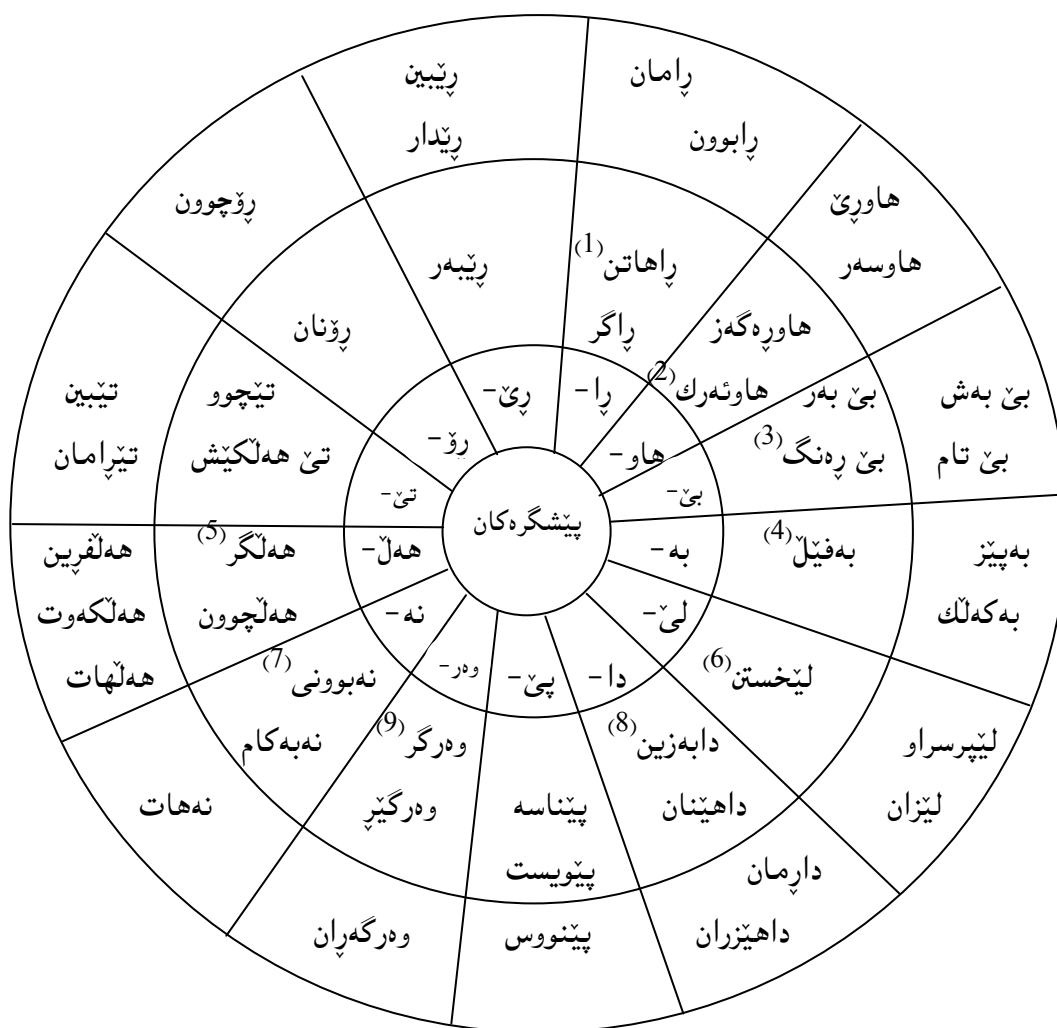 پێشگرەکان
ڕێ-
ڕێبەر
ڕێبین
ڕێدار
ڕا-
ڕاهاتن(1)
ڕاگر
ڕامان
ڕابوون
هاو-
هاوڕەگەز
هاوئەرك(2)
هاوڕێ
هاوسەر
بێ-
بێ بەر
بێ ڕەنگ(3)
بێ بەش
بێ تام
بە-
بەفێڵ(4)
بەپێز
بەکەڵك
لێ-
لێخستن(6)
لێپرسراو
لێزان
دا-
دابەزین(8)
داهێنان
داڕمان
داهێزران
پێ-
پێناسە
پێویست
پێنووس
وەر-
وەرگر(9)
وەرگێڕ
وەرگەڕان
نە-
نەبوونی(7)
نەبەکام
نەهات
هەڵ-
هەڵگر(5)
هەڵچوون
هەڵفڕین
هەڵکەوت
هەڵهات
تێ-
تێچوو
تێ هەڵکێش
تێبین
تێڕامان
ڕۆ-
ڕۆنان
ڕۆچوون